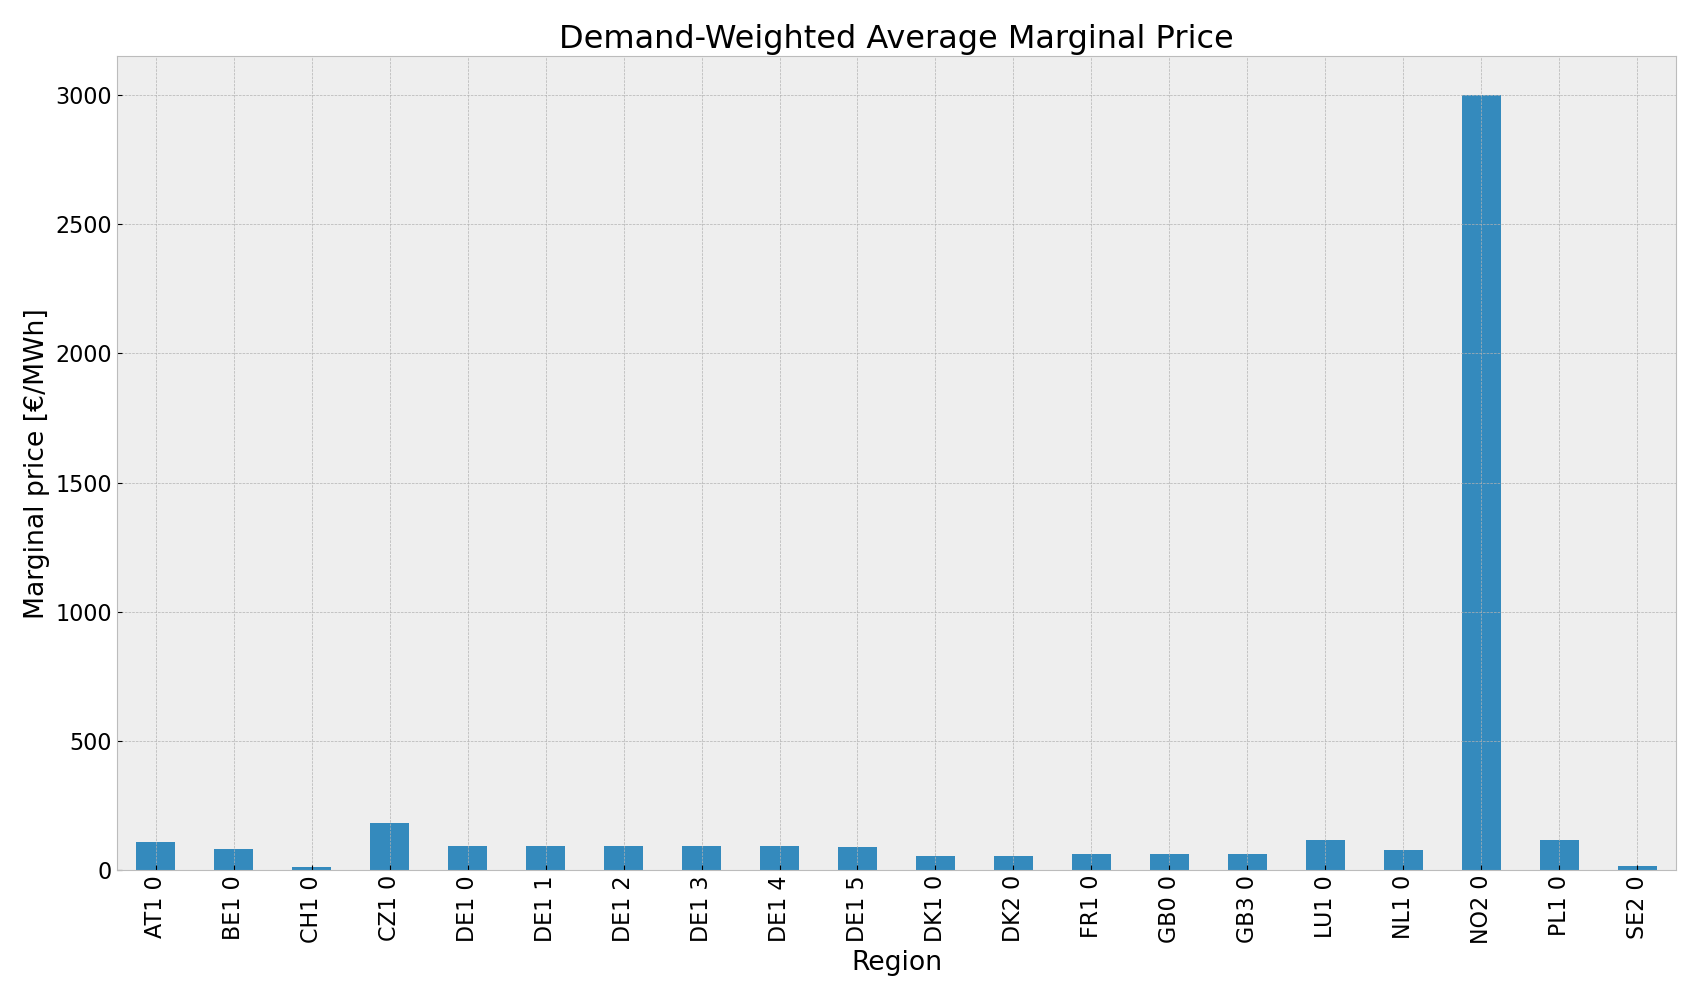 Demand-Weighted Average Marginal Price
Marginal price [€/MWh]
3000
2500
2000
1500
1000
500
0
AT1 0
BE1 0
CH1 0
CZ1 0
DE1 0
DE1 1
DE1 2
DE1 3
DE1 4
DE1 5
DK1 0
DK2 0
FR1 0
GB0 0
GB3 0
LU1 0
NL1 0
NO2 0
PL1 0
SE2 0
Region